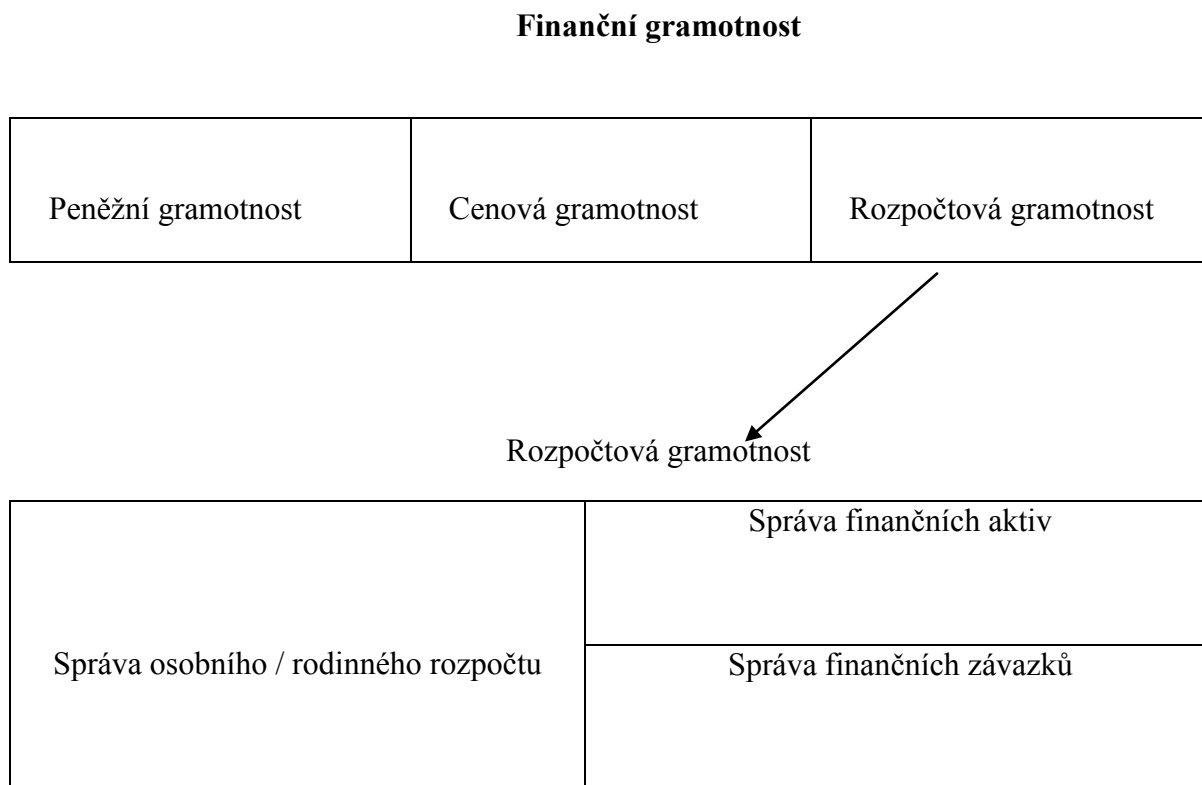 Finanční gramotnost
Peněžní gramotnost
Cenová gramotnost
Rozpočtová gramotnost
Rozpočtová gramotnost
Správa finančních aktiv
Správa osobního / rodinného rozpočtu
Správa finančních závazků